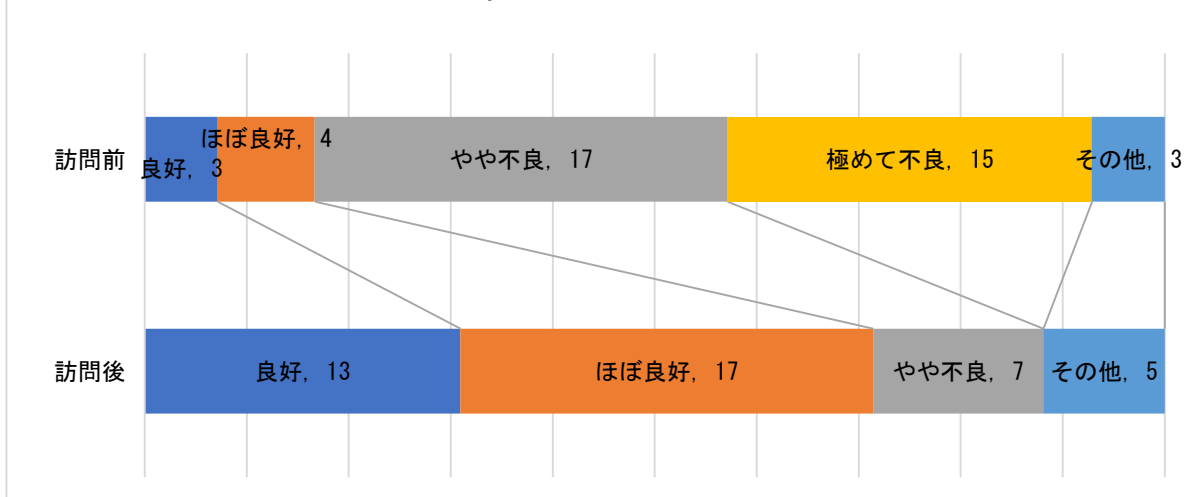 訪問前
良好, 3
ほぼ良好, 4
やや不良, 17
極めて不良, 15
その他, 3
訪問後
良好, 13
ほぼ良好, 17
やや不良, 7
その他, 5